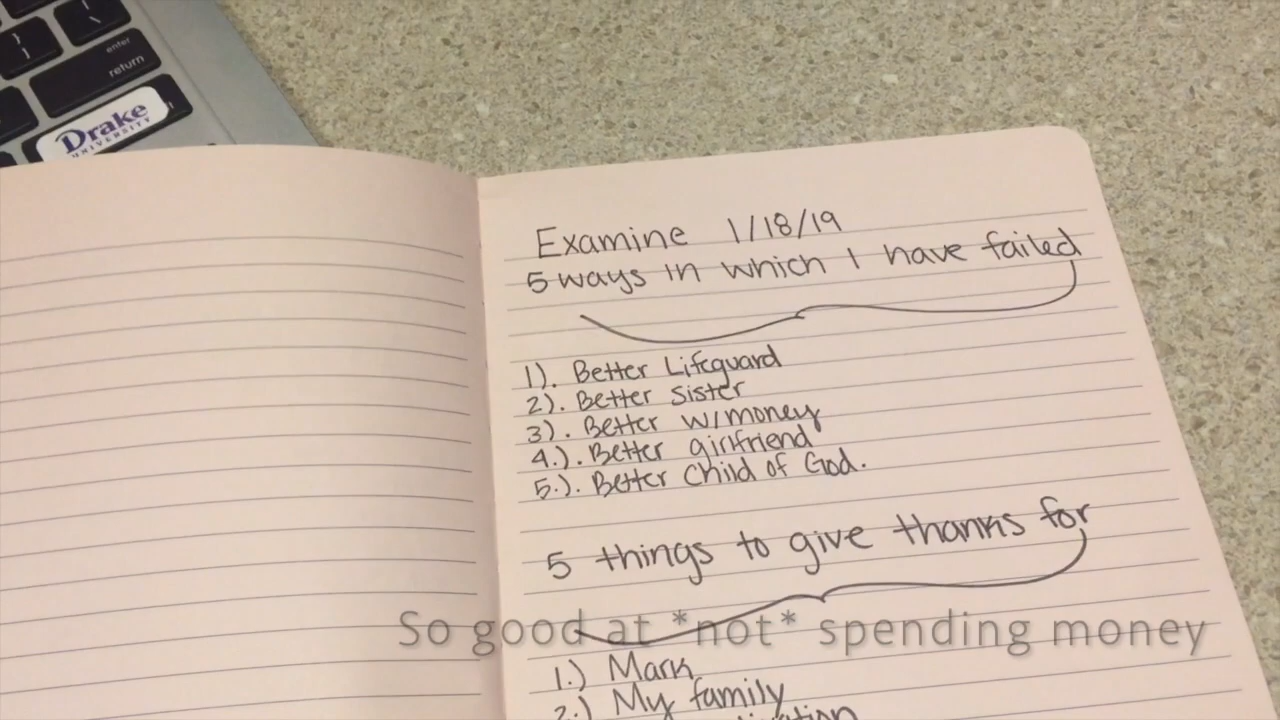 enter
return
Drake
UNIVERSITY
Examine 1/18/19
5 ways in which I have failed
1). Better Lifeguard
2). Better Sister
3). Better w/money
4.). Better girlfriend
5.). Better Child of God.
5 things to give thanks for
So good at *not* spending money
1.) Mark
2.) My family